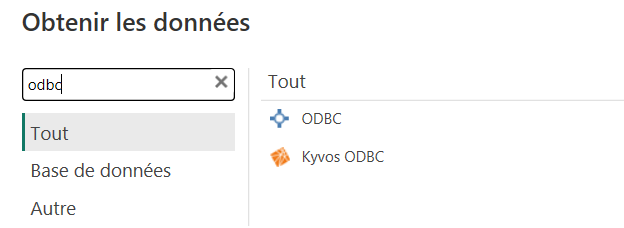 Obtenir les données
odbc
Tout
Base de données
Autre
Tout
ODBC
Kyvos ODBC